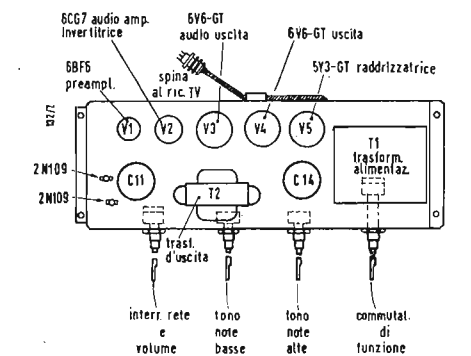 6CG7 audio amp.
invertitrice
6V6-GT
audio uscita
6V6-GT uscita
5Y3-GT raddrizzatrice
6BF6
preampl.
spina
al ric. TV
132/2
V1
V2
V3
V4
V5
T1
trasform.
alimentaz.
2N109
2N109
C11
T2
C14
trasf.
d'uscita
interr. rete
e
volume
tono
note
basse
tono
note
alte
commutat.
di
funzione